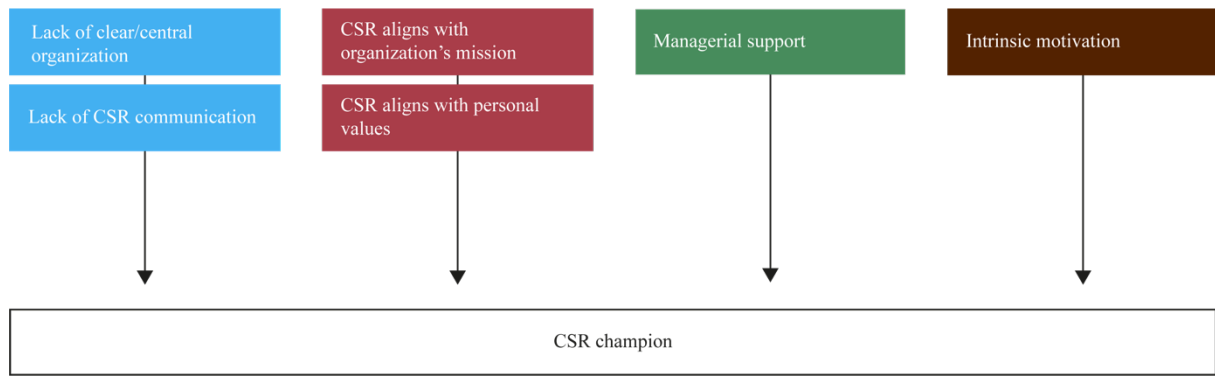 Lack of clear/central
organization
Lack of CSR communication
CSR aligns with
organization’s mission
CSR aligns with personal
values
Managerial support
Intrinsic motivation
CSR champion